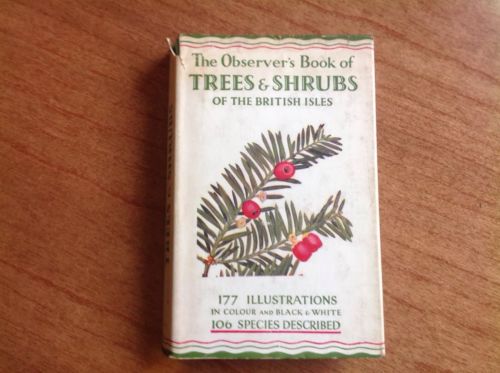 The Observer's Book of
TREES & SHRUBS
OF THE BRITISH ISLES
177 ILLUSTRATIONS
IN COLOUR AND BLACK & WHITE
106 SPECIES DESCRIBED